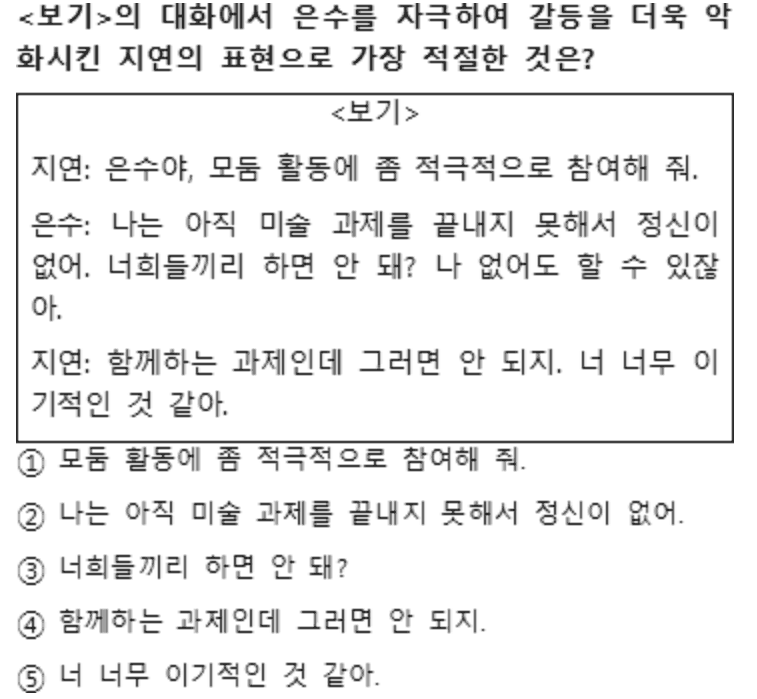 <보기>의 대화에서 은수를 자극하여 갈등을 더욱 악
화시킨 지연의 표현으로 가장 적절한 것은?
<보기>
지연: 은수야, 모둠 활동에 좀 적극적으로 참여해 줘.
은수: 나는 아직 미술 과제를 끝내지 못해서 정신이
없어. 너희들끼리 하면 안 돼? 나 없어도 할 수 있잖
아.
지연: 함께하는 과제인데 그러면 안 되지. 너 너무 이
기적인 것 같아.
① 모둠 활동에 좀 적극적으로 참여해 줘.
② 나는 아직 미술 과제를 끝내지 못해서 정신이 없어.
③ 너희들끼리 하면 안 돼?
④ 함께하는 과제인데 그러면 안 되지.
⑤ 너 너무 이기적인 것 같아.